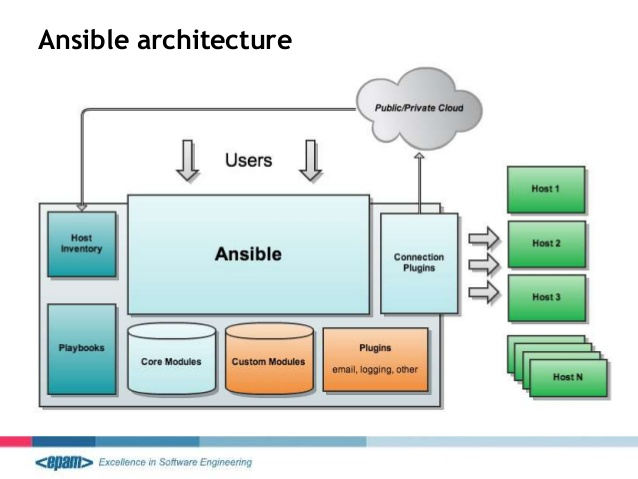 Ansible architecture
Public/Private Cloud
Users
Host
Inventory
Ansible
Connection
Plugins
Host 1
Host 2
Host 3
Host N
Playbooks
Core Modules
Custom Modules
Plugins
email, logging, other
<epam> Excellence in Software Engineering